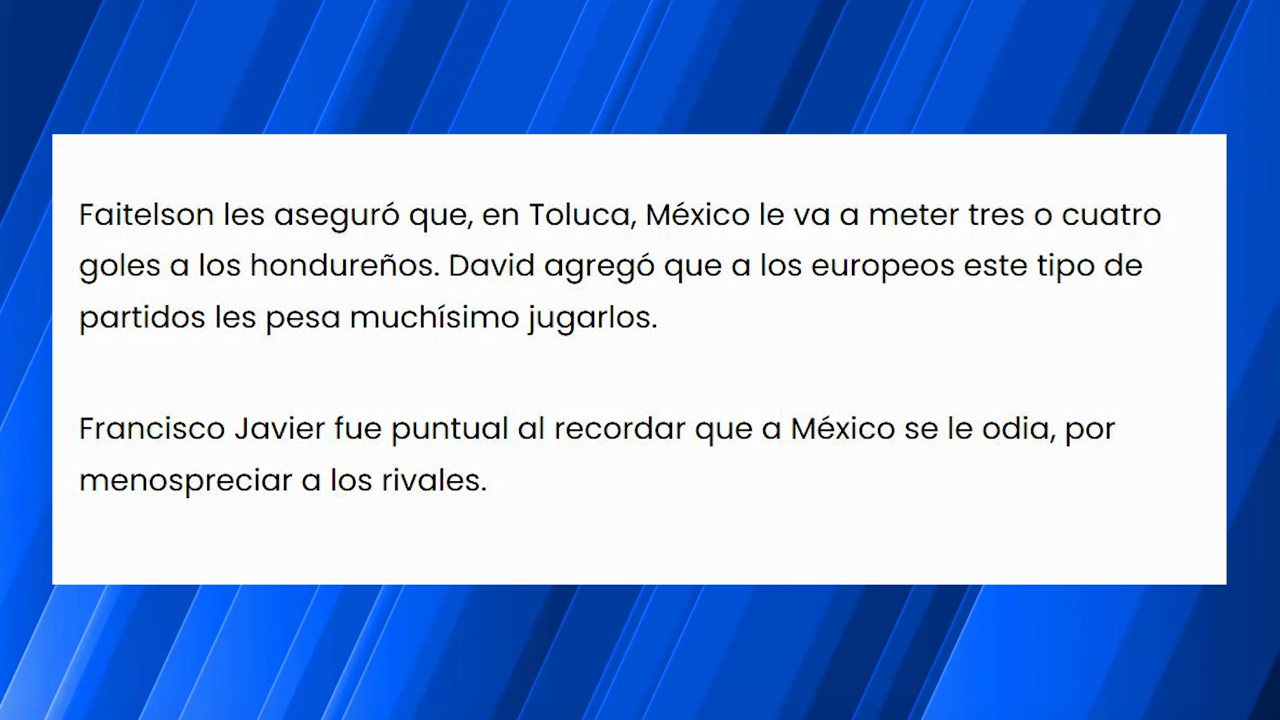 Faitelson les aseguró que, en Toluca, México le va a meter tres o cuatro
goles a los hondureños. David agregó que a los europeos este tipo de
partidos les pesa muchísimo jugarlos.
Francisco Javier fue puntual al recordar que a México se le odia, por
menospreciar a los rivales.